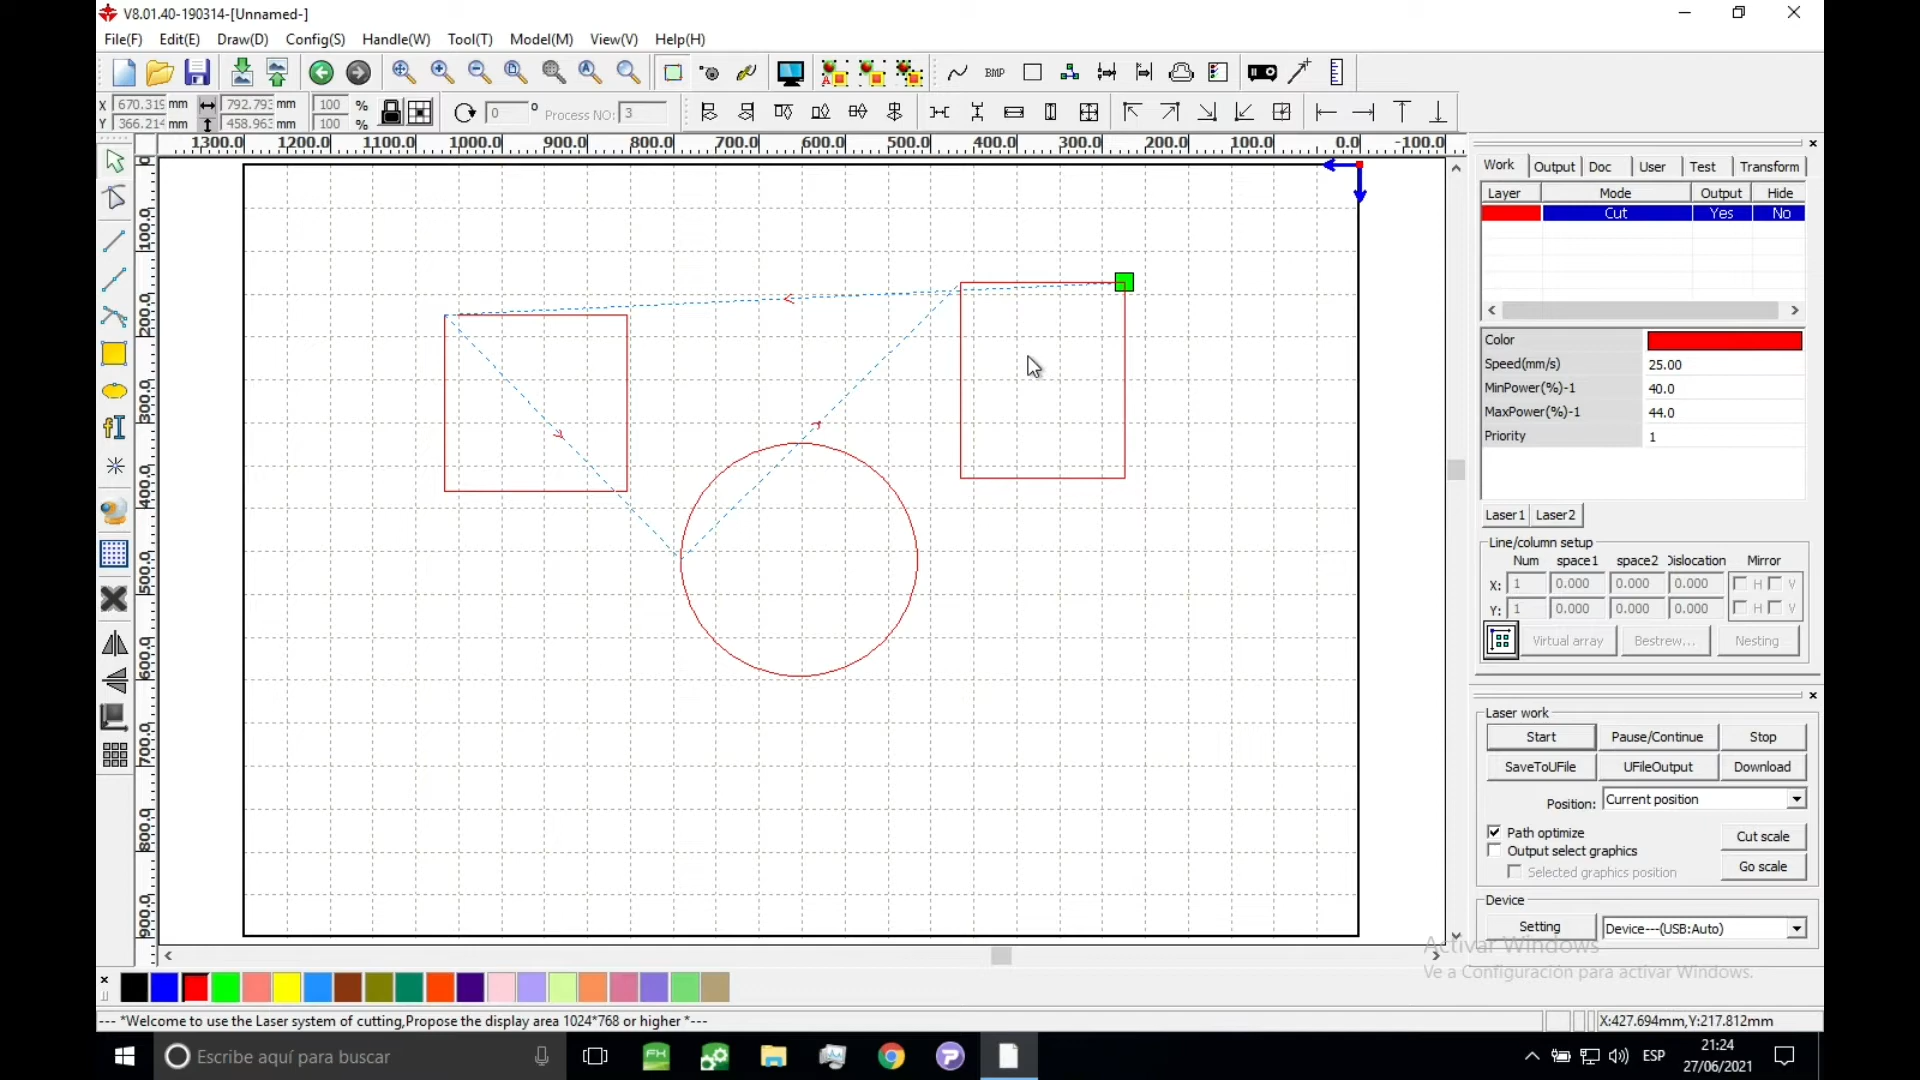 V8.01.40-190314-[Unnamed-]
File(F) Edit(E) Draw(D) Config(S) Handle(W) Tool(T) Model(M) View(V) Help(H)
BMP
X 670.319 mm 792.793 mm 100 %
Y 366.214 mm 458.963 mm 100 %
0 ° Process NO: 3
1300.0 1200.0 1100.0 1000.0 900.0 800.0 700.0 600.0 500.0 400.0 300.0 200.0 100.0 0.0 -100.0
0
100.0
200.0
300.0
400.0
500.0
600.0
700.0
800.0
900.0
Work Output Doc User Test Transform
Layer Mode Output Hide
Cut Yes No
Color
Speed(mm/s) 25.00
MinPower(%)-1 40.0
MaxPower(%)-1 44.0
Priority 1
Laser1 Laser2
Line/column setup
Num space1 space2 Dislocation Mirror
X: 1 0.000 0.000 0.000 H V
Y: 1 0.000 0.000 0.000 H V
Virtual array Bestrew... Nesting
Laser work
Start Pause/Continue Stop
SaveToUFile UFileOutput Download
Position: Current position
Path optimize Cut scale
Output select graphics
Selected graphics position Go scale
Device
Setting Device---(USB:Auto)
Activar Windows
Ve a Configuración para activar Windows.
--- *Welcome to use the Laser system of cutting,Propose the display area 1024*768 or higher *---
X:427.694mm,Y:217.812mm
Escribe aquí para buscar
FH
ESP
21:24
27/06/2021